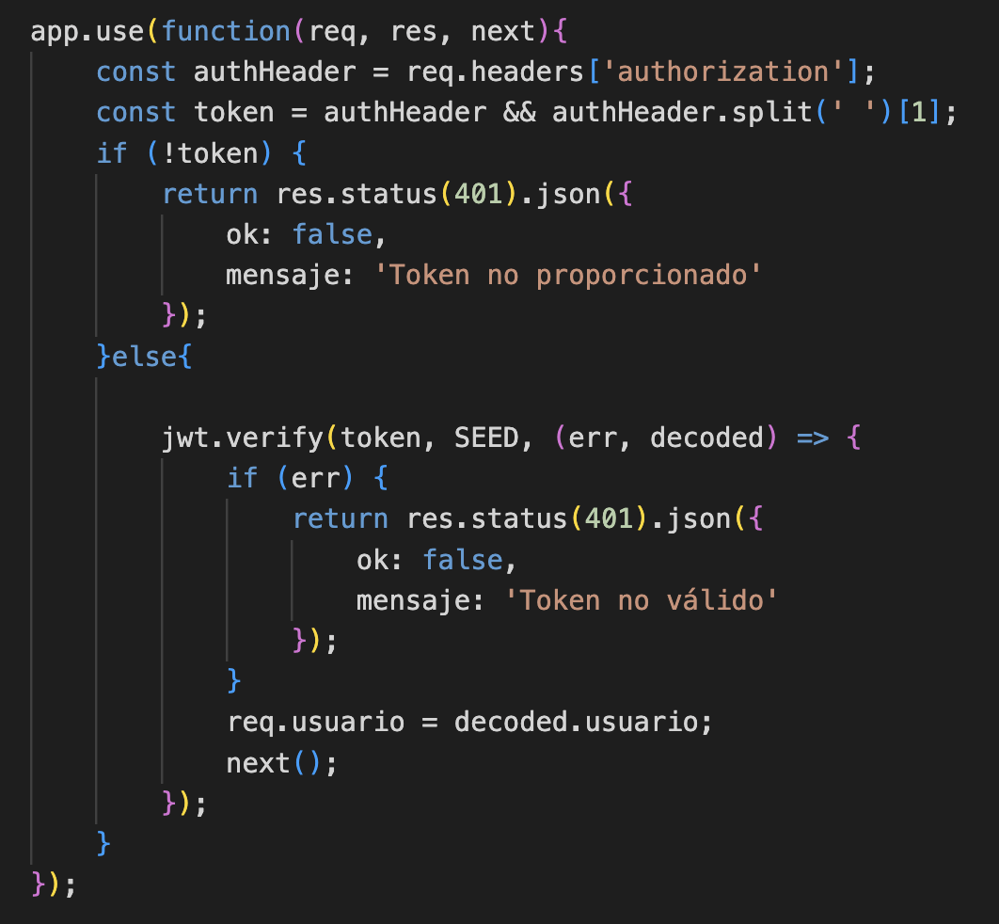 app.use(function(req, res, next){
    const authHeader = req.headers['authorization'];
    const token = authHeader && authHeader.split(' ')[1];
    if (!token) {
        return res.status(401).json({
            ok: false,
            mensaje: 'Token no proporcionado'
        });
    }else{

        jwt.verify(token, SEED, (err, decoded) => {
            if (err) {
                return res.status(401).json({
                    ok: false,
                    mensaje: 'Token no válido'
                });
            }
            req.usuario = decoded.usuario;
            next();
        });
    }
});